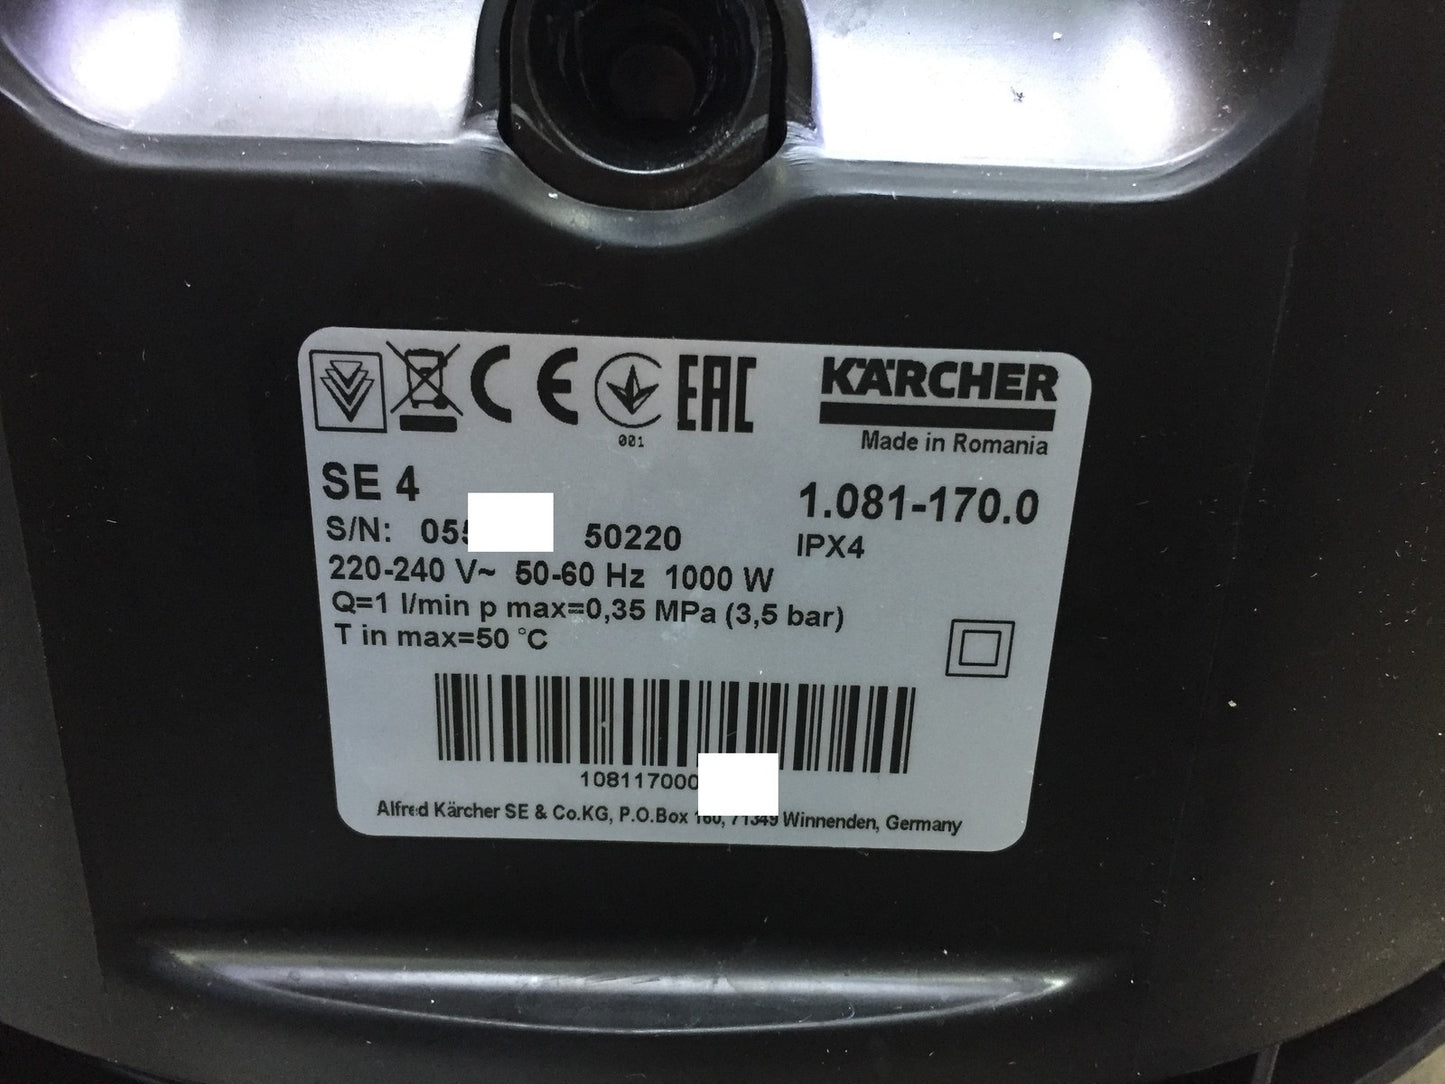 001
EAC
KÄRCHER
Made in Romania
SE 4
1.081-170.0
S/N: 055 50220
IPX4
220-240 V~ 50-60 Hz 1000 W
Q=1 l/min p max=0,35 MPa (3,5 bar)
T in max=50 °C
108117000
Alfred Kärcher SE & Co.KG, P.O.Box 160, 71349 Winnenden, Germany